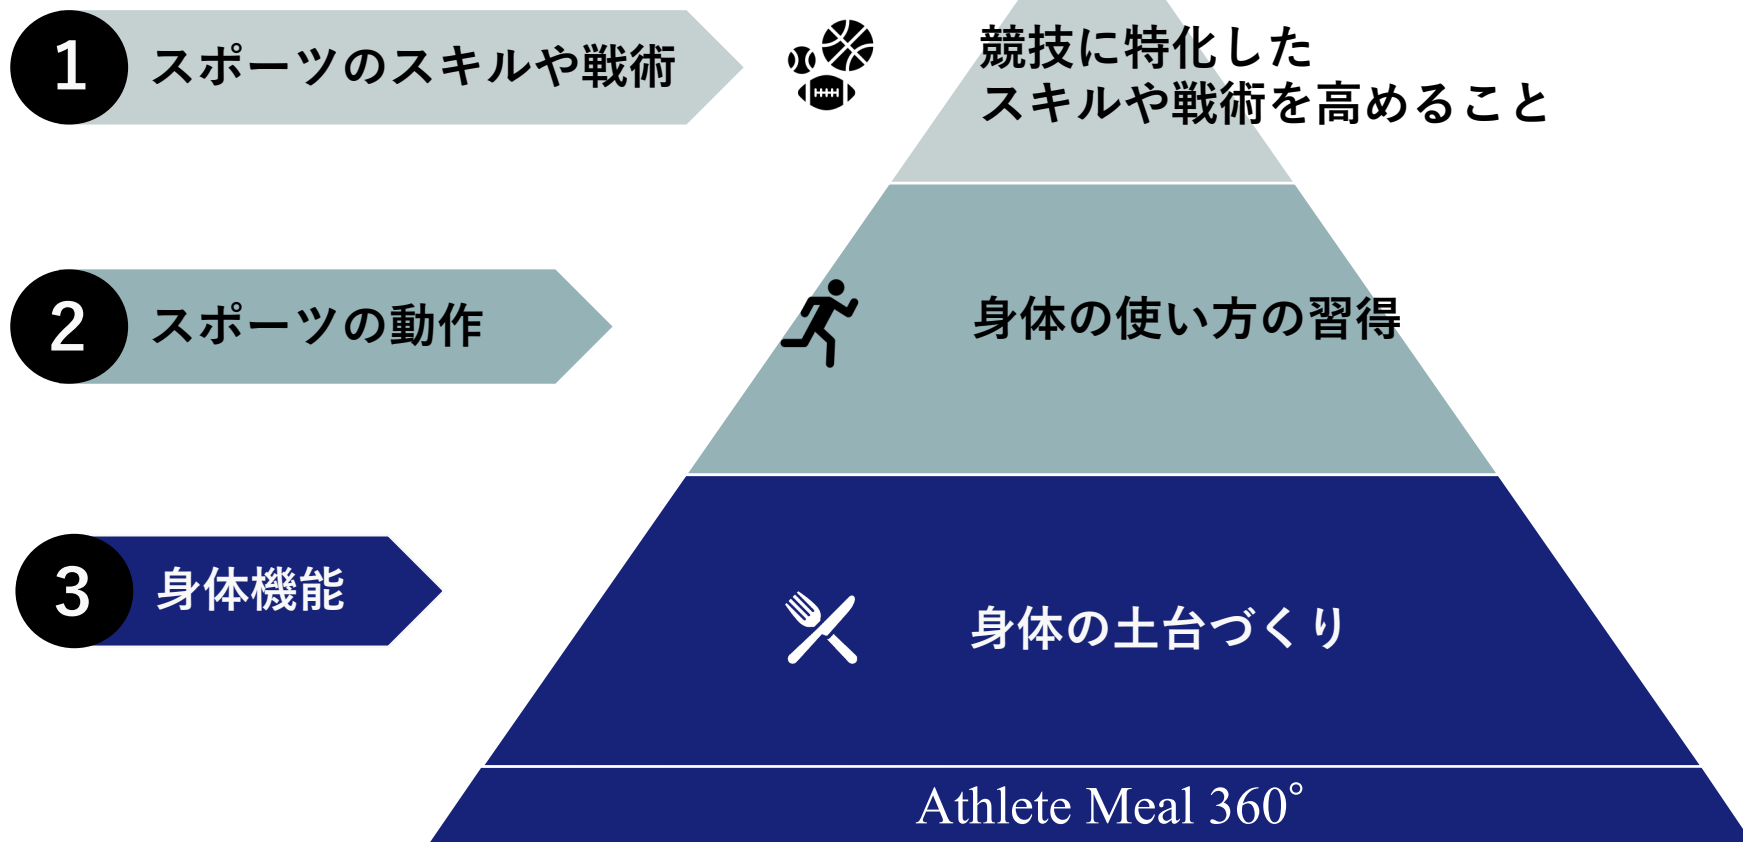 1 スポーツのスキルや戦術
競技に特化した
スキルや戦術を高めること
2 スポーツの動作
身体の使い方の習得
3 身体機能
身体の土台づくり
Athlete Meal 360°